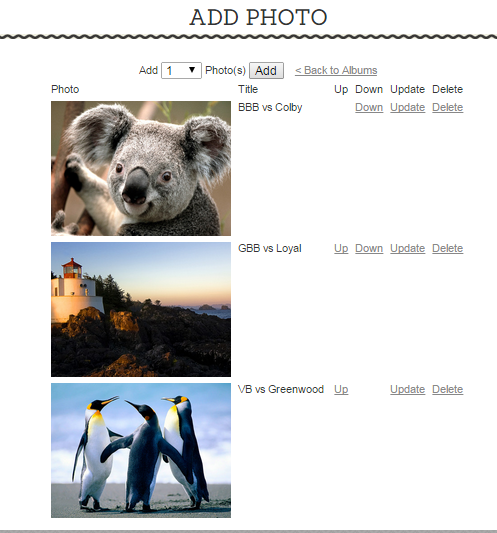 ADD PHOTO
Add 1 Photo(s) Add < Back to Albums
Photo Title Up Down Update Delete
BBB vs Colby Down Update Delete
GBB vs Loyal Up Down Update Delete
VB vs Greenwood Up Update Delete